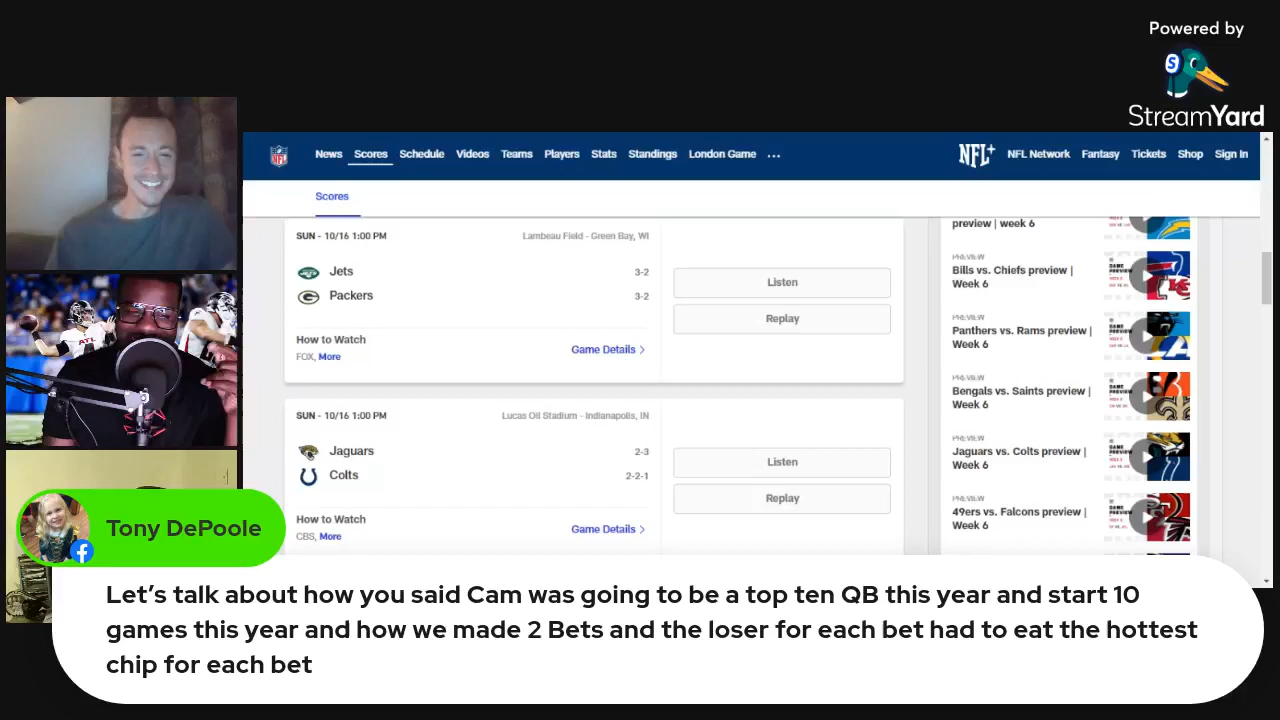 Powered by
StreamYard
News Scores Schedule Videos Teams Players Stats Standings London Game ...
NFL+ NFL Network Fantasy Tickets Shop Sign In
Scores
SUN - 10/16 1:00 PM
Lambeau Field - Green Bay, WI
Jets 3-2
Packers 3-2
Listen
Replay
How to Watch
FOX, More
Game Details >
SUN - 10/16 1:00 PM
Lucas Oil Stadium - Indianapolis, IN
Jaguars 2-3
Colts 2-2-1
Listen
Replay
How to Watch
CBS, More
Game Details >
preview | week 6
PREVIEW
Bills vs. Chiefs preview |
Week 6
PREVIEW
Panthers vs. Rams preview |
Week 6
PREVIEW
Bengals vs. Saints preview |
Week 6
PREVIEW
Jaguars vs. Colts preview |
Week 6
PREVIEW
49ers vs. Falcons preview |
Week 6
Tony DePoole
Let’s talk about how you said Cam was going to be a top ten QB this year and start 10
games this year and how we made 2 Bets and the loser for each bet had to eat the hottest
chip for each bet